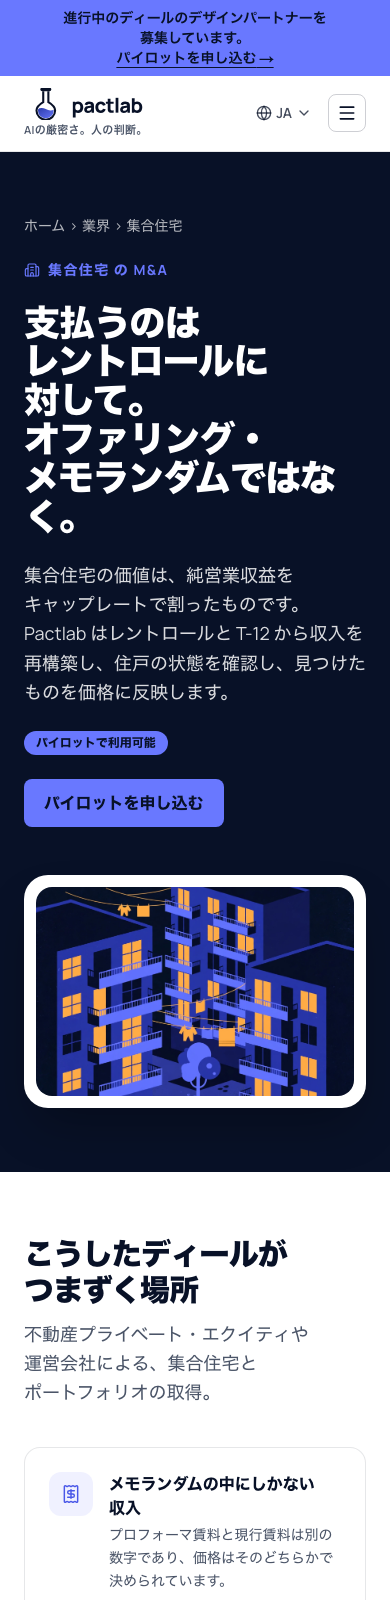 進行中のディールのデザインパートナーを
募集しています。
パイロットを申し込む →
pactlab
AIの厳密さ。人の判断。
JA
ホーム › 業界 › 集合住宅
集合住宅 の M&A
支払うのは
レントロールに
対して。
オファリング・
メモランダムではな
く。
集合住宅の価値は、純営業収益を
キャップレートで割ったものです。
Pactlab はレントロールと T-12 から収入を
再構築し、住戸の状態を確認し、見つけた
ものを価格に反映します。
パイロットで利用可能
パイロットを申し込む
こうしたディールが
つまずく場所
不動産プライベート・エクイティや
運営会社による、集合住宅と
ポートフォリオの取得。
メモランダムの中にしかない
収入
プロフォーマ賃料と現行賃料は別の
数字であり、価格はそのどちらかで
決められています。